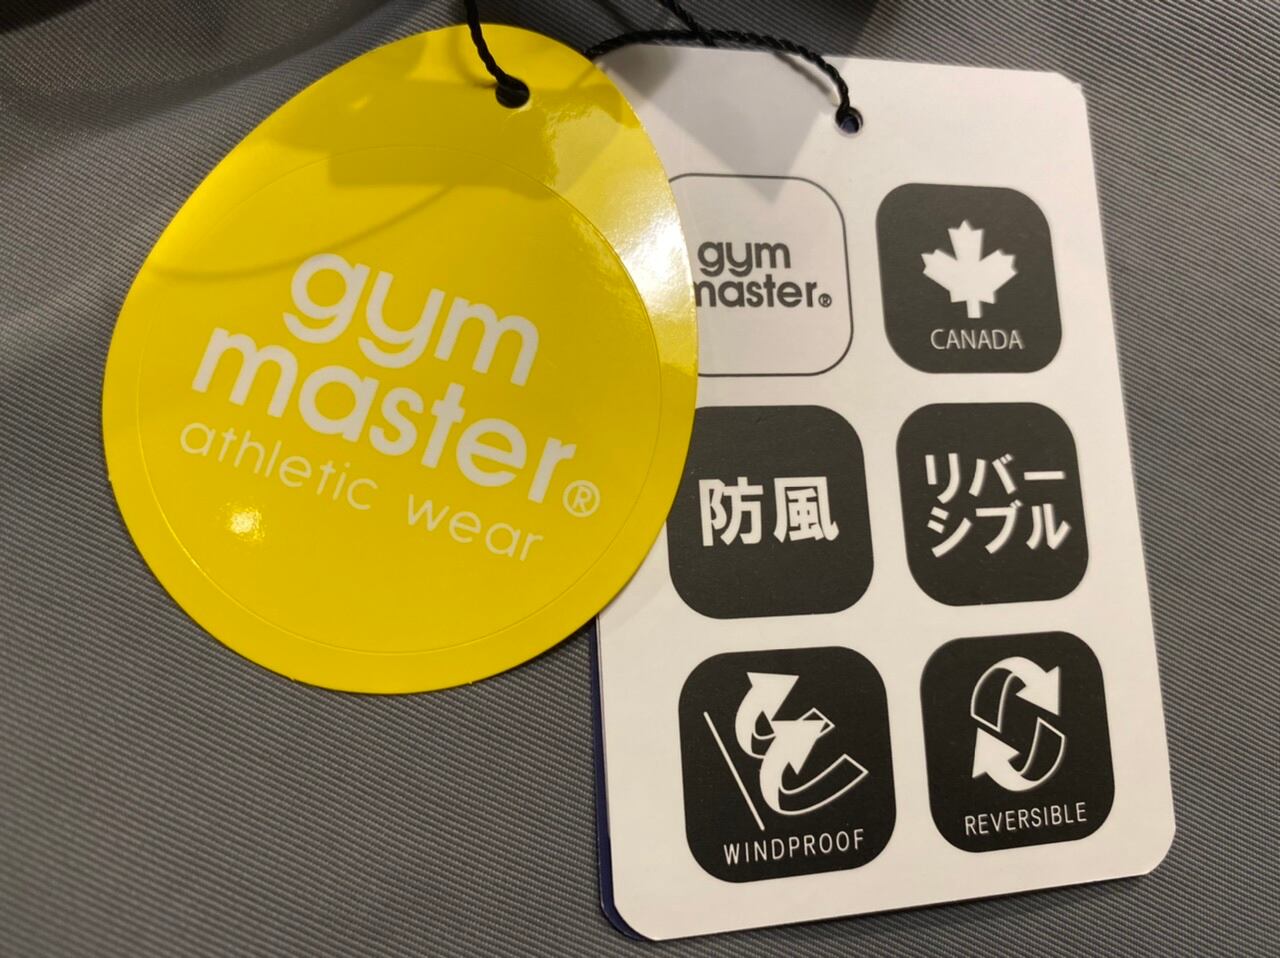 gym
master®
athletic wear
gym
master®
CANADA
防風
リバー
シブル
WINDPROOF
REVERSIBLE